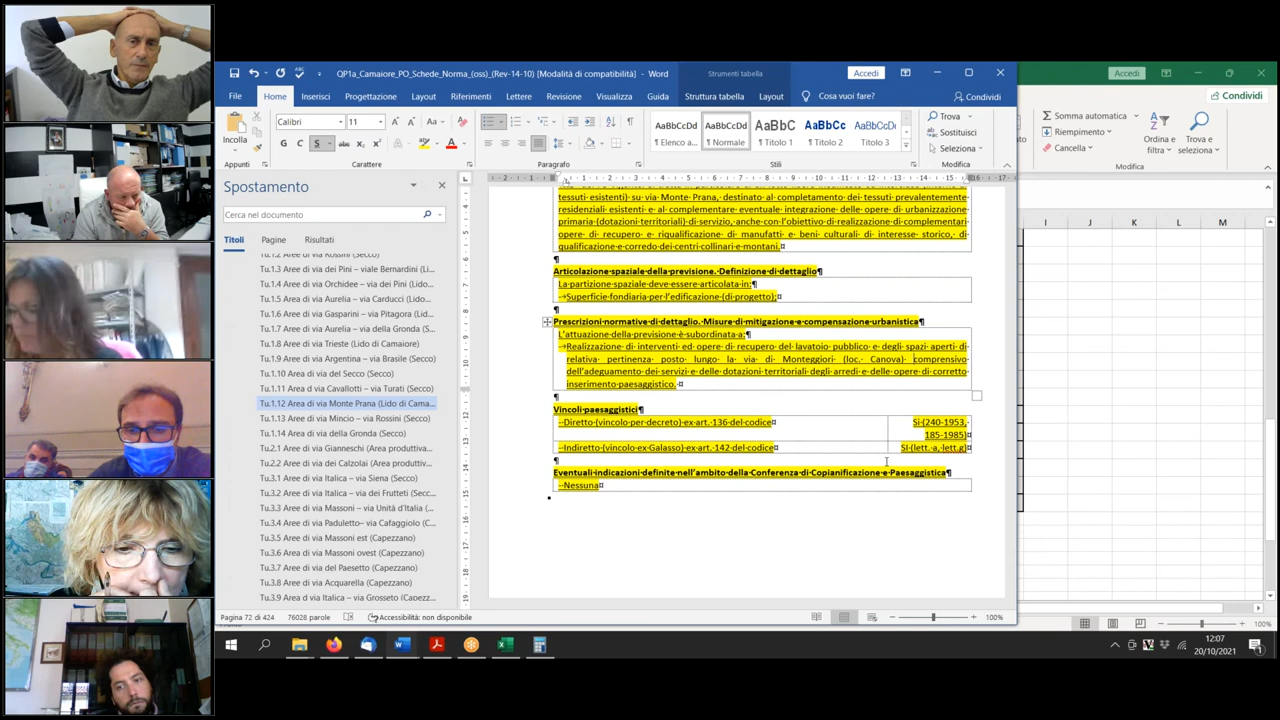 QP1a_Camaiore_PO_Schede_Norma_(oss)_(Rev-14-10) [Modalità di compatibilità] - Word
Strumenti tabella
Accedi
Accedi
File Home Inserisci Progettazione Layout Riferimenti Lettere Revisione Visualizza Guida Struttura tabella Layout Cosa vuoi fare? Condividi
Condividi
Incolla
Calibri 11
G C S abc
AaBbCcDd AaBbCcDd AaBbC AaBbCc AaBbCcDc
¶ Elenco a... ¶ Normale Titolo 1 ¶ Titolo 2 Titolo 3
Trova
Sostituisci
Seleziona
Somma automatica
Riempimento
Cancella
Ordina e filtro
Trova e seleziona
Appunti Carattere Paragrafo Stili Modifica
Modifica
Spostamento
Cerca nel documento
Titoli Pagine Risultati
Tu.1.2 Aree di via Rossini (Secco)
Tu.1.3 Aree di via dei Pini – viale Bernardini (Li...
Tu.1.4 Aree di via Orchidee – via dei Pini (Lido...
Tu.1.5 Aree di via Aurelia – via Carducci (Lido...
Tu.1.6 Aree di via Gasparini – via Pitagora (Lid...
Tu.1.7 Aree di via Aurelia – via della Gronda (S...
Tu.1.8 Aree di via Trieste (Lido di Camaiore)
Tu.1.9 Aree di via Argentina – via Brasile (Lido...
Tu.1.10 Area di via del Secco (Secco)
Tu.1.11 Area d via Cavallotti – via Turati (Secco)
Tu.1.12 Area di via Monte Prana (Lido di Cama...
Tu.1.13 Area di via Mincio – via Rossini (Secco)
Tu.1.14 Area di via della Gronda (Secco)
Tu.2.1 Aree di via Gianneschi (Area produttiva...
Tu.2.2 Aree di via dei Calzolai (Area produttiva...
Tu.3.1 Aree di via Italica – via Siena (Secco)
Tu.3.2 Aree di via Italica – via dei Frutteti (Secc...
Tu.3.3 Aree di via Massoni – via Unità d'Italia (...
Tu.3.4 Aree di via Paduletto– via Cafaggiolo (C...
Tu.3.5 Aree di via Massoni est (Capezzano)
Tu.3.6 Aree di via Massoni ovest (Capezzano)
Tu.3.7 Aree di via del Paesetto (Capezzano)
Tu.3.8 Aree di via Acquarella (Capezzano)
Tu.3.9 Area d via Italica – via Grosseto (Capezz...
tessuti esistenti) su via Monte Prana, destinato al completamento dei tessuti prevalentemente
residenziali esistenti e al complementare eventuale integrazione delle opere di urbanizzazione
primaria (dotazioni territoriali) di servizio, anche con l'obiettivo di realizzazione di complementari
opere di recupero e riqualificazione di manufatti e beni culturali di interesse storico, di
qualificazione e corredo dei centri collinari e montani.
Articolazione spaziale della previsione. Definizione di dettaglio
La partizione spaziale deve essere articolata in:
- Superficie fondiaria per l'edificazione (di progetto);
Prescrizioni normative di dettaglio. Misure di mitigazione e compensazione urbanistica
L'attuazione della previsione è subordinata a:
- Realizzazione di interventi ed opere di recupero del lavatoio pubblico e degli spazi aperti di
relativa pertinenza posto lungo la via di Monteggiori (loc. Canova) comprensivo
dell'adeguamento dei servizi e delle dotazioni territoriali degli arredi e delle opere di corretto
inserimento paesaggistico.
Vincoli paesaggistici
- Diretto (vincolo per decreto) ex art. 136 del codice Si (240-1953,
185-1985)
- Indiretto (vincolo ex Galasso) ex art. 142 del codice SI (lett. a, lett.g)
Eventuali indicazioni definite nell'ambito della Conferenza di Copianificazione e Paesaggistica
- Nessuna
I J K L M N
Pagina 72 di 424 76028 parole Accessibilità: non disponibile 100%
100%
12:07
20/10/2021